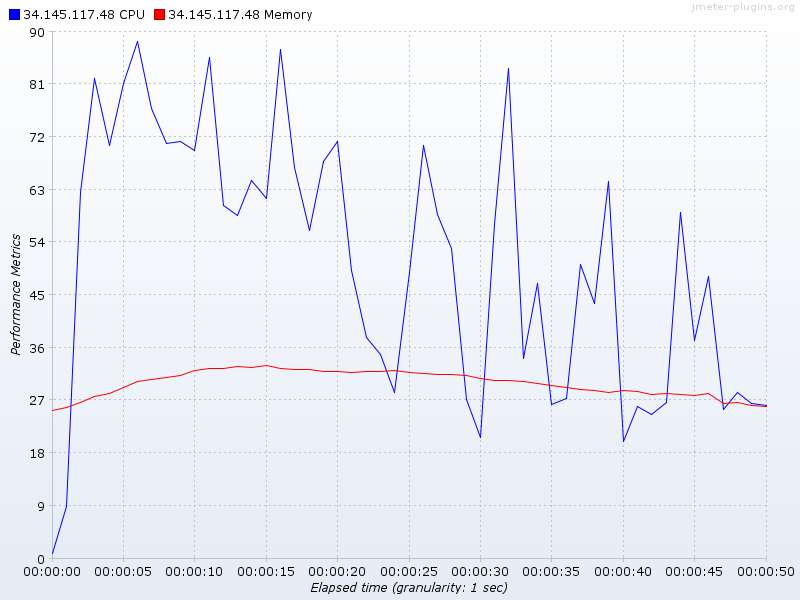 34.145.117.48 CPU 34.145.117.48 Memory
jmeter-plugins.org
90
81
72
63
54
45
36
27
18
9
0
Performance Metrics
00:00:00 00:00:05 00:00:10 00:00:15 00:00:20 00:00:25 00:00:30 00:00:35 00:00:40 00:00:45 00:00:50
Elapsed time (granularity: 1 sec)